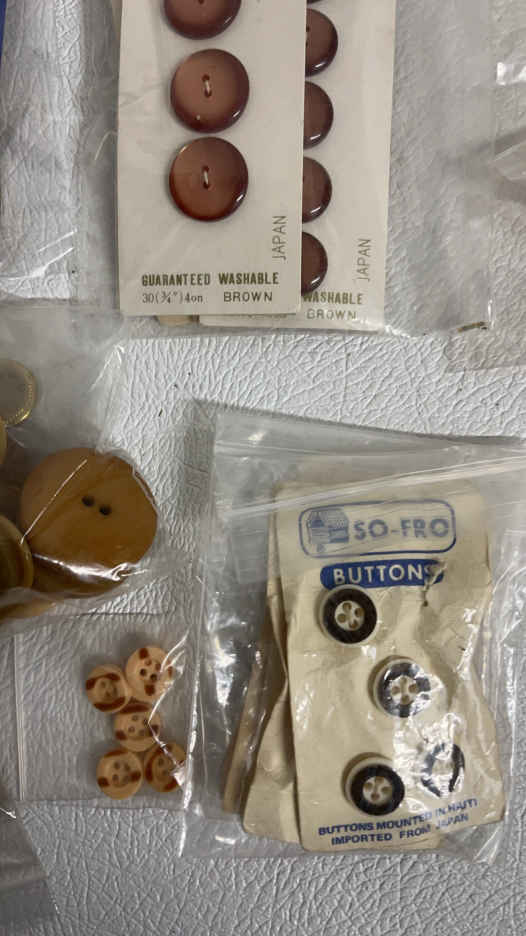 JAPAN
GUARANTEED WASHABLE
30(¾")4on BROWN
JAPAN
WASHABLE
BROWN
SO-FRO
BUTTONS
BUTTONS MOUNTED IN HAITI
IMPORTED FROM JAPAN